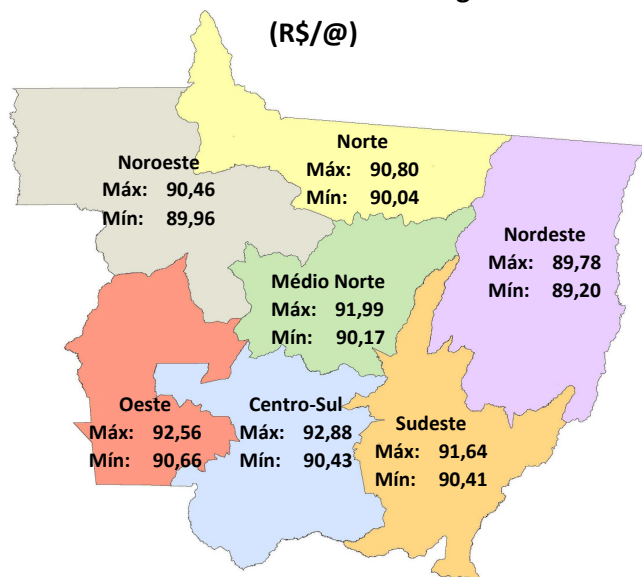 (R$/@)
Norte
Máx: 90,80
Mín: 90,04
Noroeste
Máx: 90,46
Mín: 89,96
Nordeste
Máx: 89,78
Mín: 89,20
Médio Norte
Máx: 91,99
Mín: 90,17
Oeste
Máx: 92,56
Mín: 90,66
Centro-Sul
Máx: 92,88
Mín: 90,43
Sudeste
Máx: 91,64
Mín: 90,41